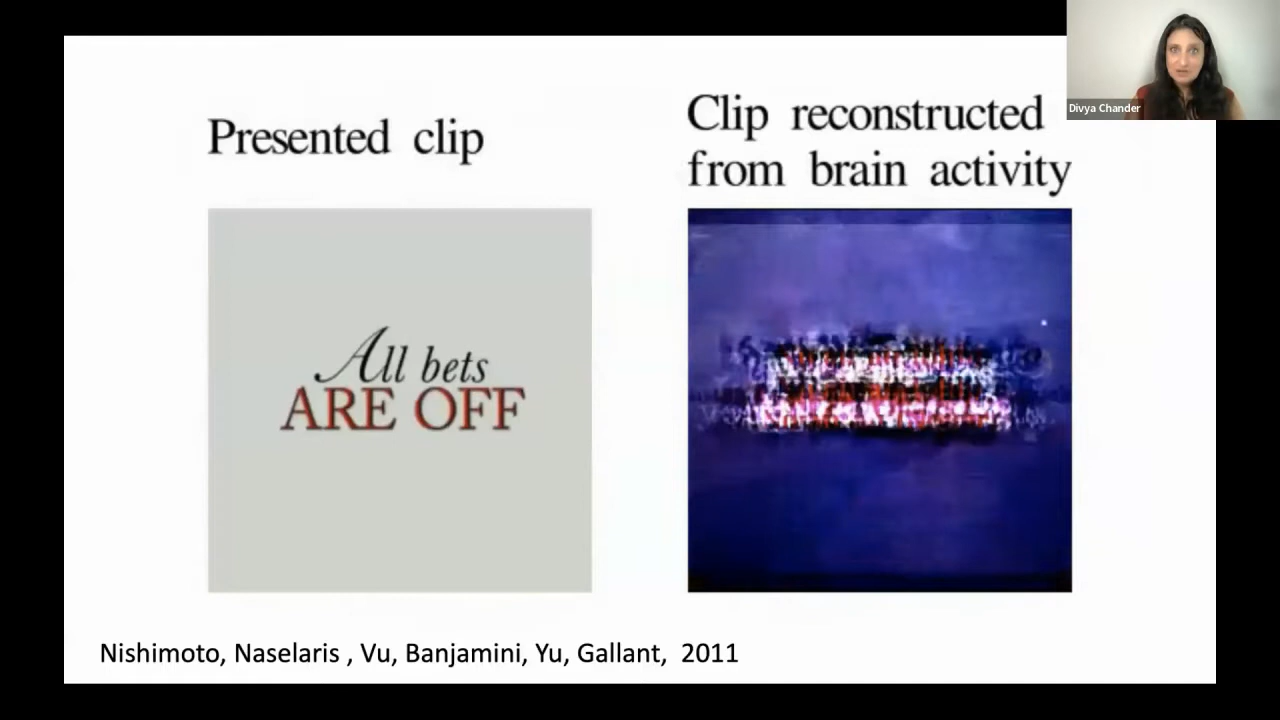 Presented clip
Clip reconstructed
from brain activity
All bets
ARE OFF
Nishimoto, Naselaris , Vu, Banjamini, Yu, Gallant, 2011
Divya Chander